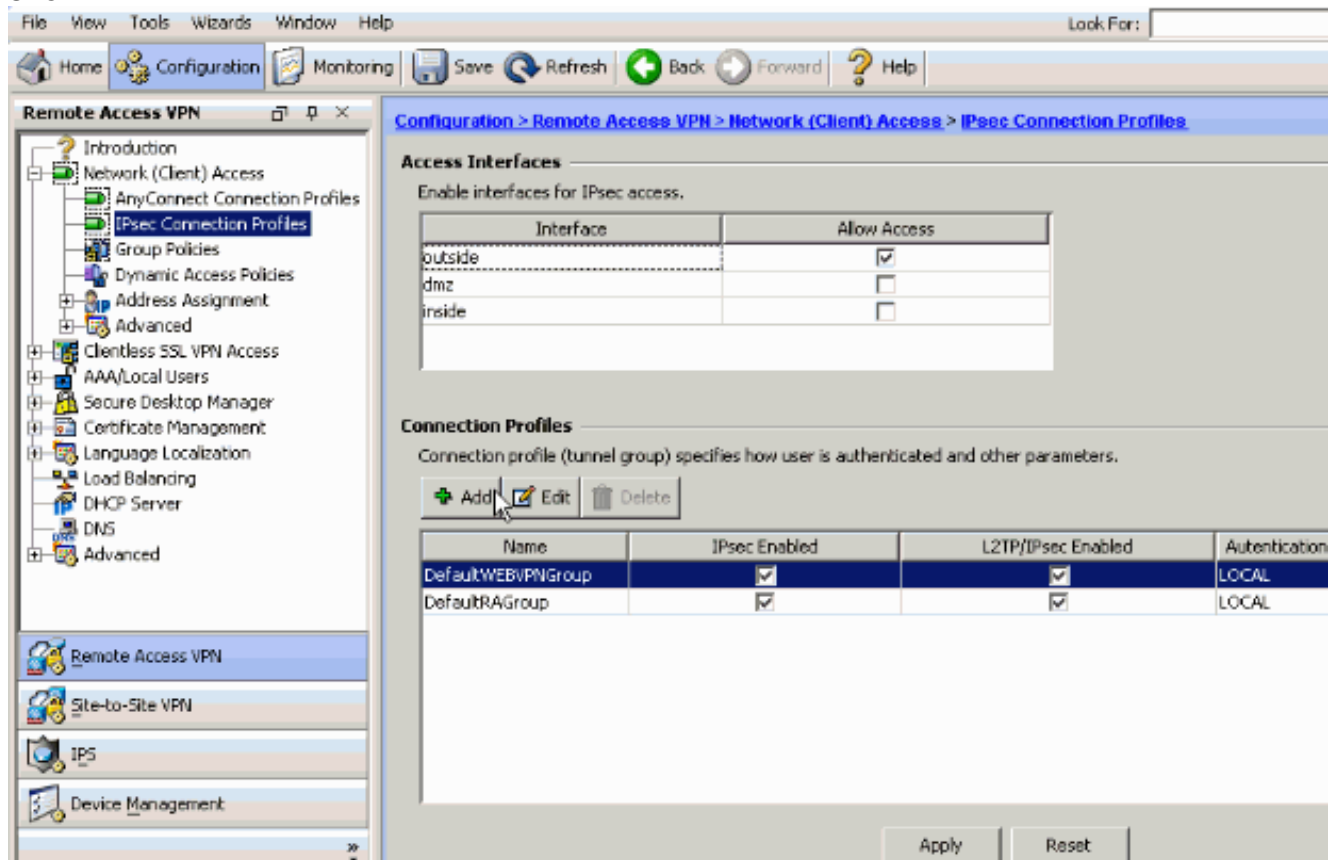 File View Tools Wizards Window Help Look For:
Home Configuration Monitoring Save Refresh Back Forward Help
Remote Access VPN
Introduction
Network (Client) Access
AnyConnect Connection Profiles
IPsec Connection Profiles
Group Policies
Dynamic Access Policies
Address Assignment
Advanced
Clientless SSL VPN Access
AAA/Local Users
Secure Desktop Manager
Certificate Management
Language Localization
Load Balancing
DHCP Server
DNS
Advanced
Remote Access VPN
Site-to-Site VPN
IPS
Device Management
Configuration > Remote Access VPN > Network (Client) Access > IPsec Connection Profiles
Access Interfaces
Enable interfaces for IPsec access.
Interface Allow Access
outside
dmz
inside
Connection Profiles
Connection profile (tunnel group) specifies how user is authenticated and other parameters.
Add Edit Delete
Name IPsec Enabled L2TP/IPsec Enabled Autentication
DefaultWEBVPNGroup LOCAL
DefaultRAGroup LOCAL
Apply Reset